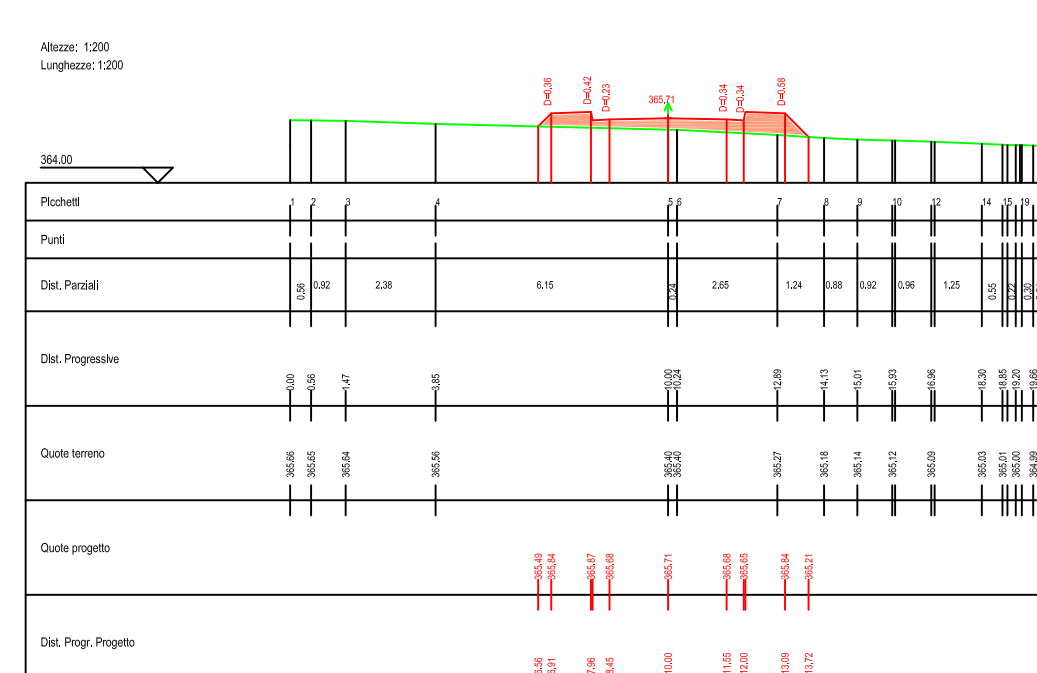 Altezze: 1:200
Lunghezze: 1:200
D=0.36 D=0.42 D=0.23 365.71 D=0.34 D=0.34 D=0.58
364.00
Picchetti 1 2 3 4 5 6 7 8 9 10 12 14 15 19
Punti
Dist. Parziali 0.56 0.92 2.38 6.15 0.24 2.65 1.24 0.88 0.92 0.96 1.25 0.55 0.22 0.30
Dist. Progressive 0.00 0.56 1.47 3.85 10.00 10.24 12.89 14.13 15.01 15.93 16.96 18.30 18.85 19.20 19.66
Quote terreno 365.66 365.65 365.64 365.56 365.40 365.40 365.27 365.18 365.14 365.12 365.09 365.03 365.01 365.00 364.99
Quote progetto 365.49 365.84 365.87 365.68 365.71 365.68 365.65 365.84 365.21
Dist. Progr. Progetto 6.56 6.91 7.96 8.45 10.00 11.55 12.00 13.09 13.72